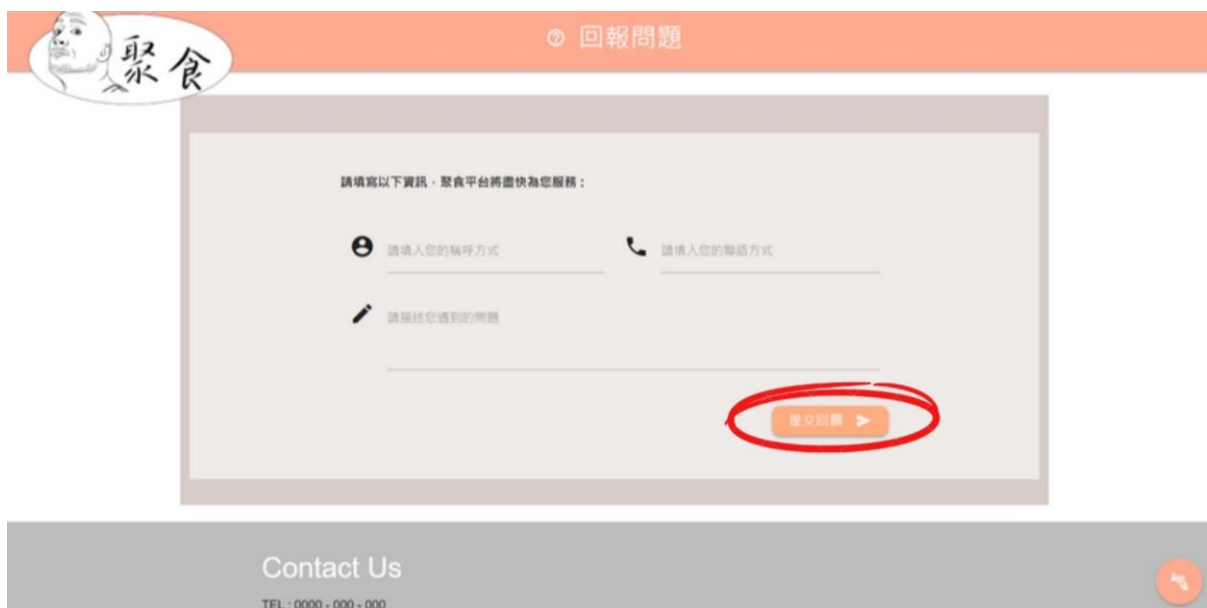 聚食
回報問題
請填寫以下資訊，聚食平台將盡快為您服務：
請填入您的稱呼方式
請填入您的聯絡方式
請描述您遇到的問題
提交回饋
Contact Us
TEL : 0000 - 000 - 000